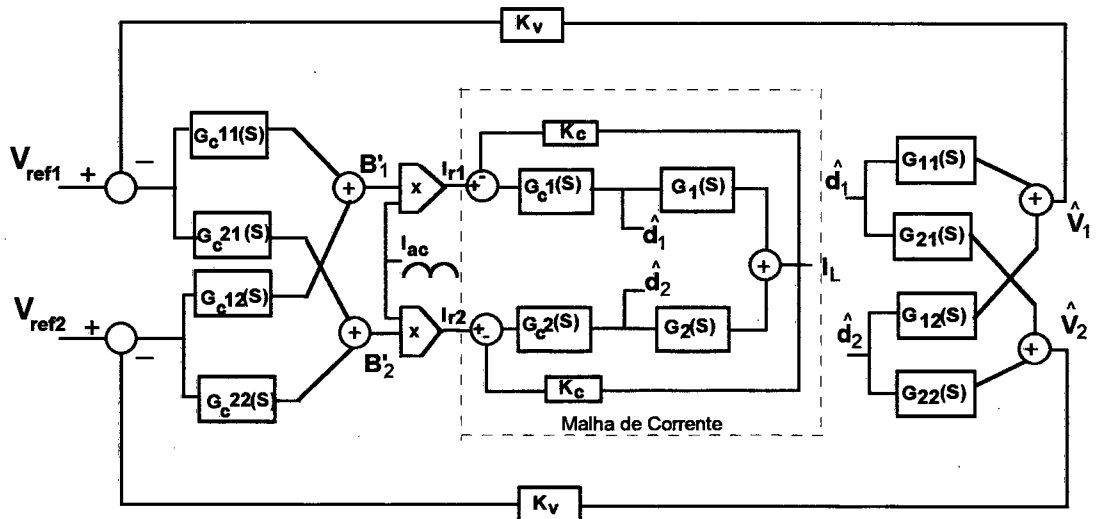 Kv
Gc11(S)
Vref1
+
−
Gc21(S)
Gc12(S)
Vref2
+
−
Gc22(S)
+
B'1
+
B'2
x
Ir1
Iac
x
Ir2
Kc
+
-
Gc1(S)
G1(S)
d̂1
d̂2
+
IL
+
-
Gc2(S)
G2(S)
Kc
Malha de Corrente
d̂1
G11(S)
G21(S)
d̂2
G12(S)
G22(S)
+
V̂1
+
V̂2
Kv